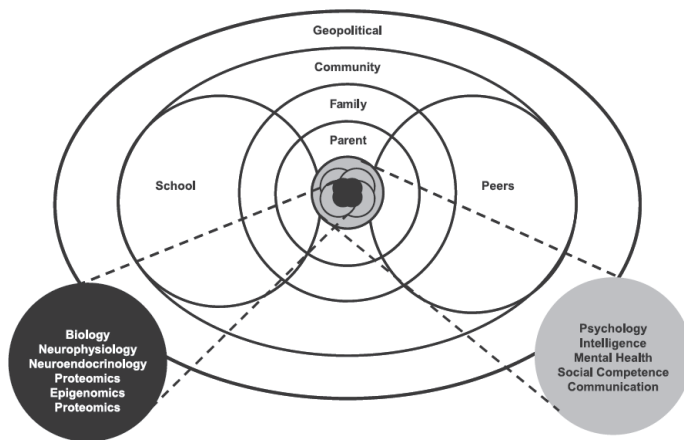 Geopolitical
Community
Family
Parent
School
Peers
Biology
Neurophysiology
Neuroendocrinology
Proteomics
Epigenomics
Proteomics
Psychology
Intelligence
Mental Health
Social Competence
Communication